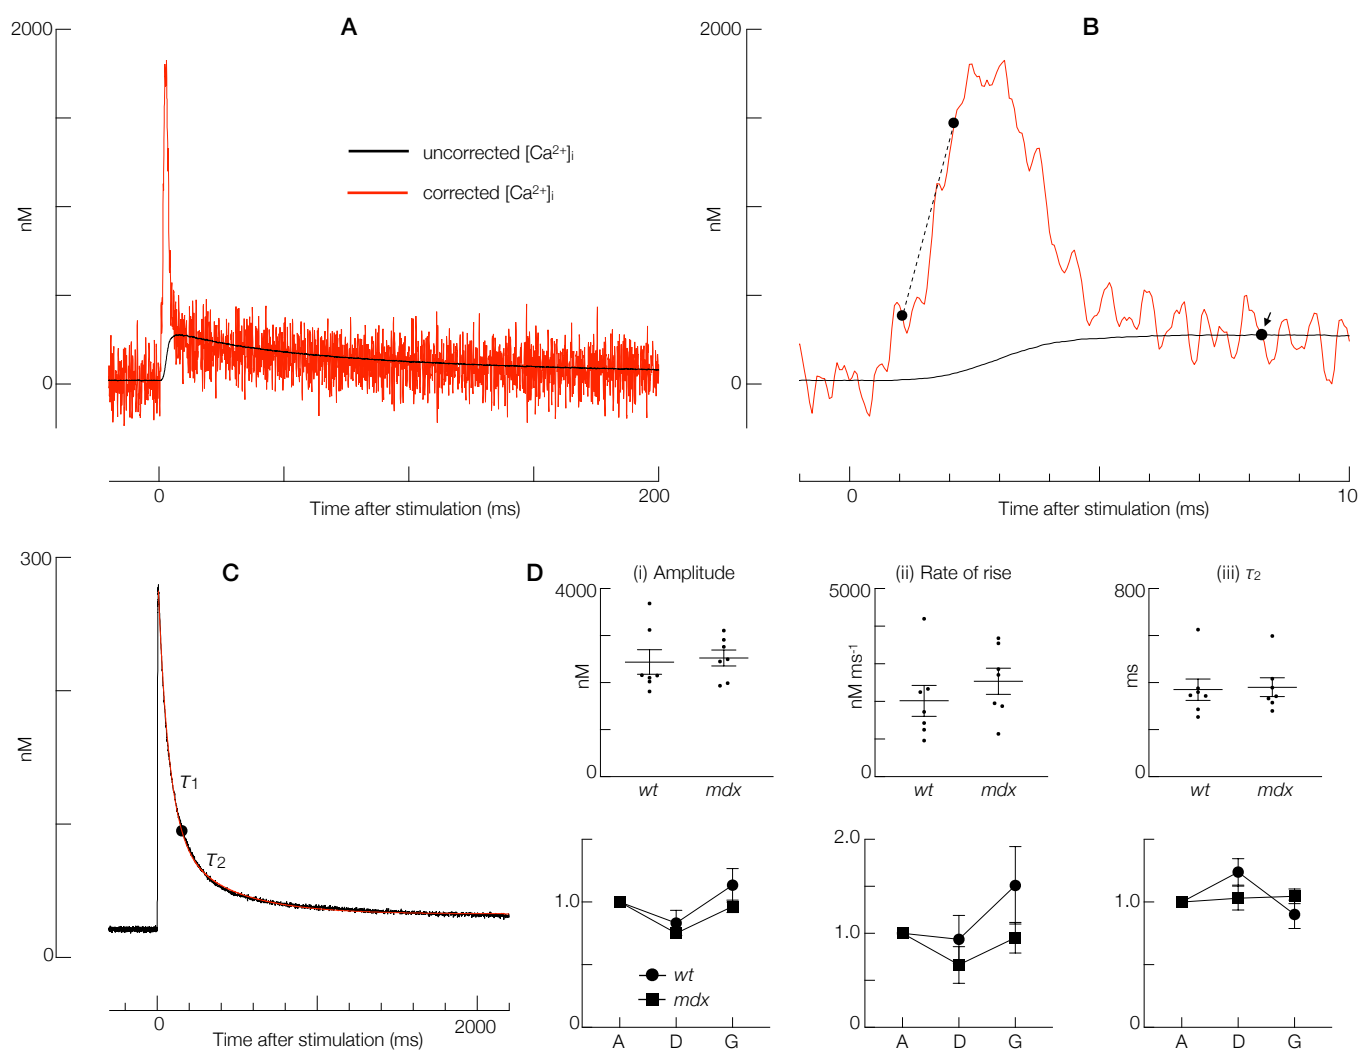 A
B
2000
2000
uncorrected [Ca²⁺]ᵢ
corrected [Ca²⁺]ᵢ
nM
nM
0
0
0
200
0
10
Time after stimulation (ms)
Time after stimulation (ms)
300
C
D
(i) Amplitude
(ii) Rate of rise
(iii) τ₂
4000
5000
800
nM
nM ms⁻¹
ms
nM
τ₁
τ₂
0
0
0
wt
mdx
wt
mdx
wt
mdx
2.0
1.0
1.0
1.0
wt
mdx
0
0
0
0
0
2000
A
D
G
A
D
G
A
D
G
Time after stimulation (ms)